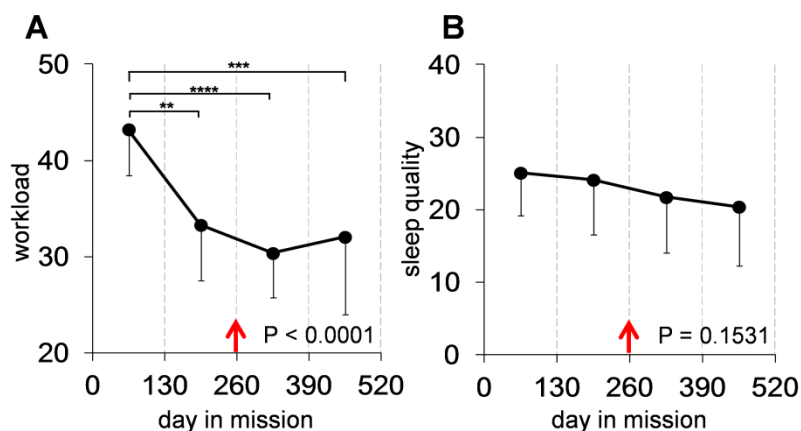 A
50
40
30
20
workload
***
****
**
P < 0.0001
0 130 260 390 520
day in mission
B
40
30
20
10
0
sleep quality
P = 0.1531
0 130 260 390 520
day in mission